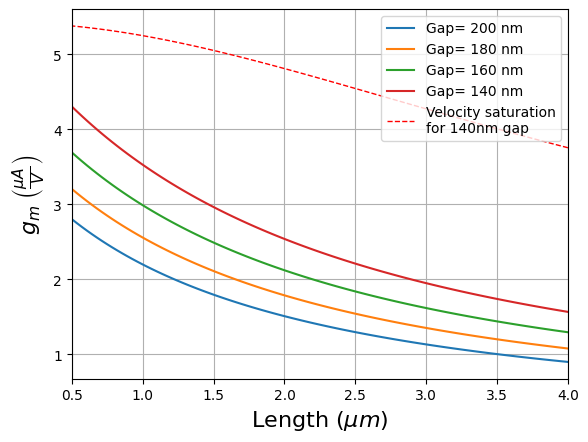 Gap= 200 nm
Gap= 180 nm
Gap= 160 nm
Gap= 140 nm
Velocity saturation
for 140nm gap
5
4
3
2
1
g_m (μA/V)
0.5 1.0 1.5 2.0 2.5 3.0 3.5 4.0
Length (μm)